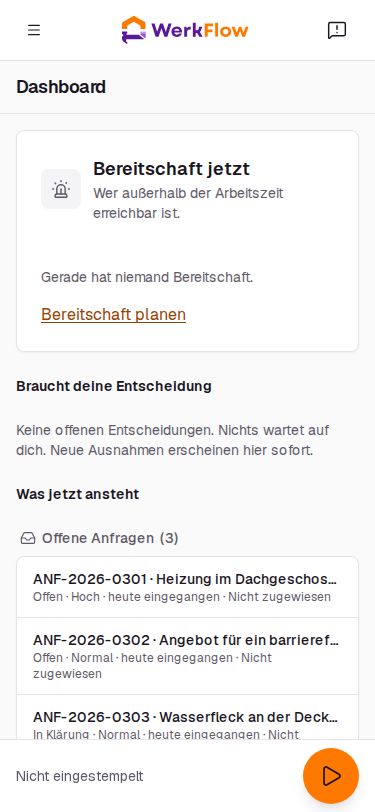 WerkFlow
Dashboard
Bereitschaft jetzt
Wer außerhalb der Arbeitszeit
erreichbar ist.
Gerade hat niemand Bereitschaft.
Bereitschaft planen
Braucht deine Entscheidung
Keine offenen Entscheidungen. Nichts wartet auf
dich. Neue Ausnahmen erscheinen hier sofort.
Was jetzt ansteht
Offene Anfragen (3)
ANF-2026-0301 · Heizung im Dachgeschos…
Offen · Hoch · heute eingegangen · Nicht zugewiesen
ANF-2026-0302 · Angebot für ein barrieref…
Offen · Normal · heute eingegangen · Nicht
zugewiesen
ANF-2026-0303 · Wasserfleck an der Deck…
In Klärung · Normal · heute eingegangen · Nicht
Nicht eingestempelt